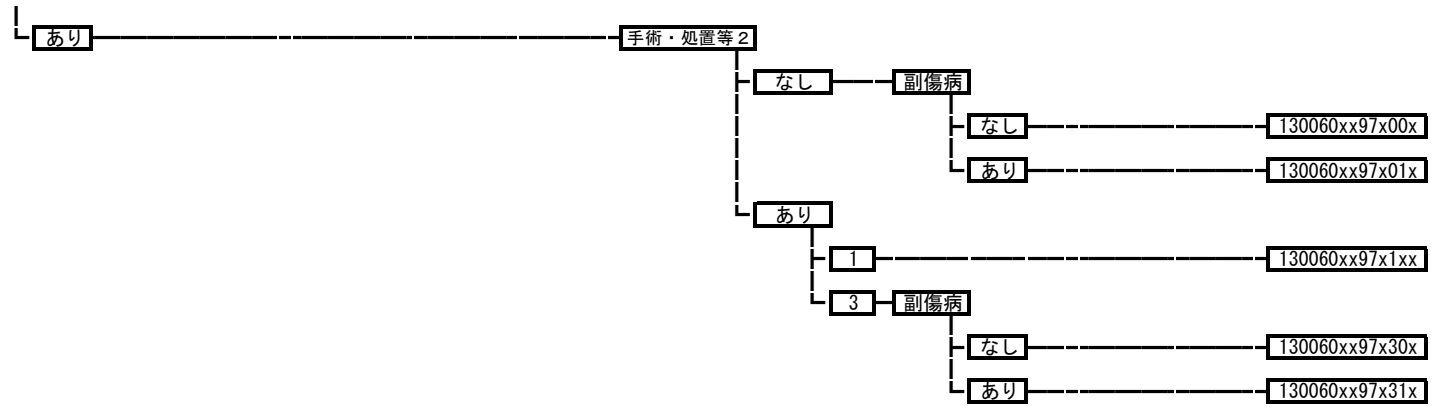 あり 手術・処置等２
なし 副傷病
なし 130060xx97x00x
あり 130060xx97x01x
あり
1 130060xx97x1xx
3 副傷病
なし 130060xx97x30x
あり 130060xx97x31x